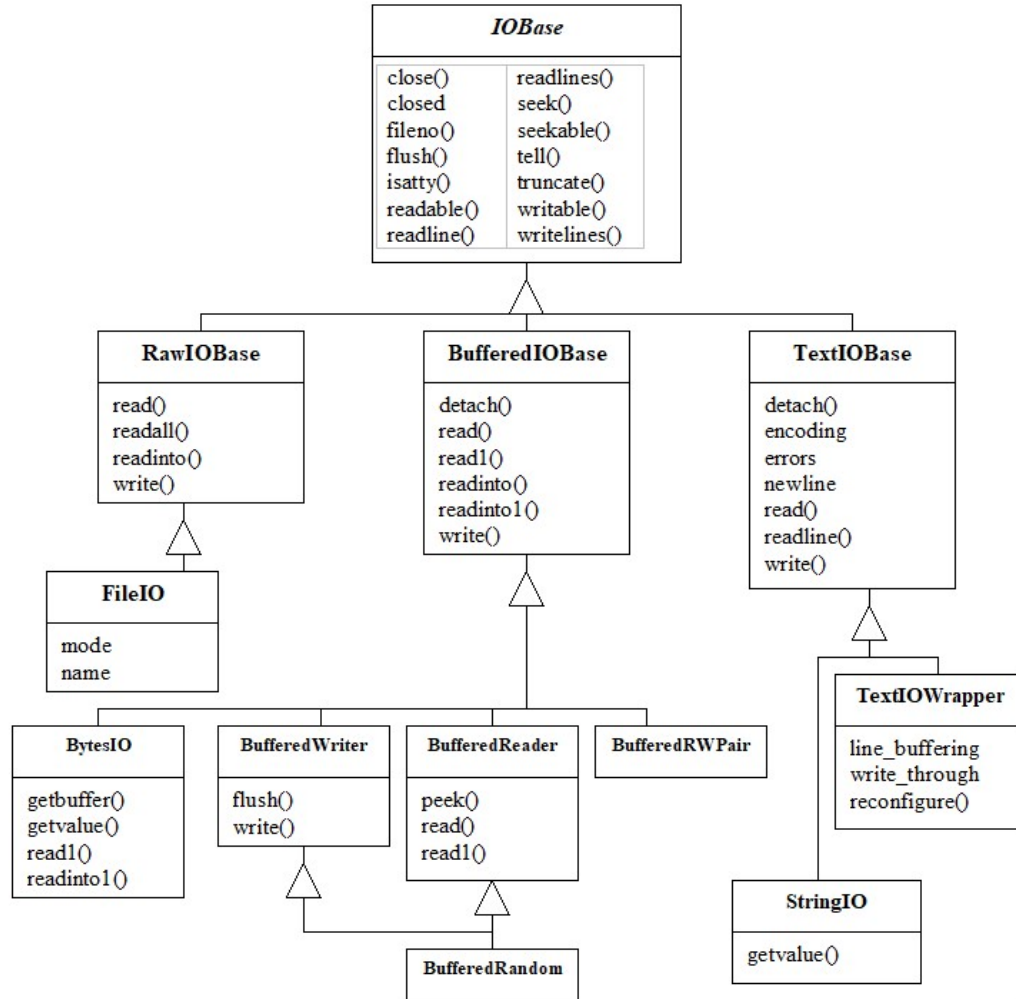 IOBase
close()
closed
fileno()
flush()
isatty()
readable()
readline()
readlines()
seek()
seekable()
tell()
truncate()
writable()
writelines()
RawIOBase
read()
readall()
readinto()
write()
BufferedIOBase
detach()
read()
read1()
readinto()
readinto1()
write()
TextIOBase
detach()
encoding
errors
newline
read()
readline()
write()
FileIO
mode
name
BytesIO
getbuffer()
getvalue()
read1()
readinto1()
BufferedWriter
flush()
write()
BufferedReader
peek()
read()
read1()
BufferedRWPair
TextIOWrapper
line_buffering
write_through
reconfigure()
StringIO
getvalue()
BufferedRandom